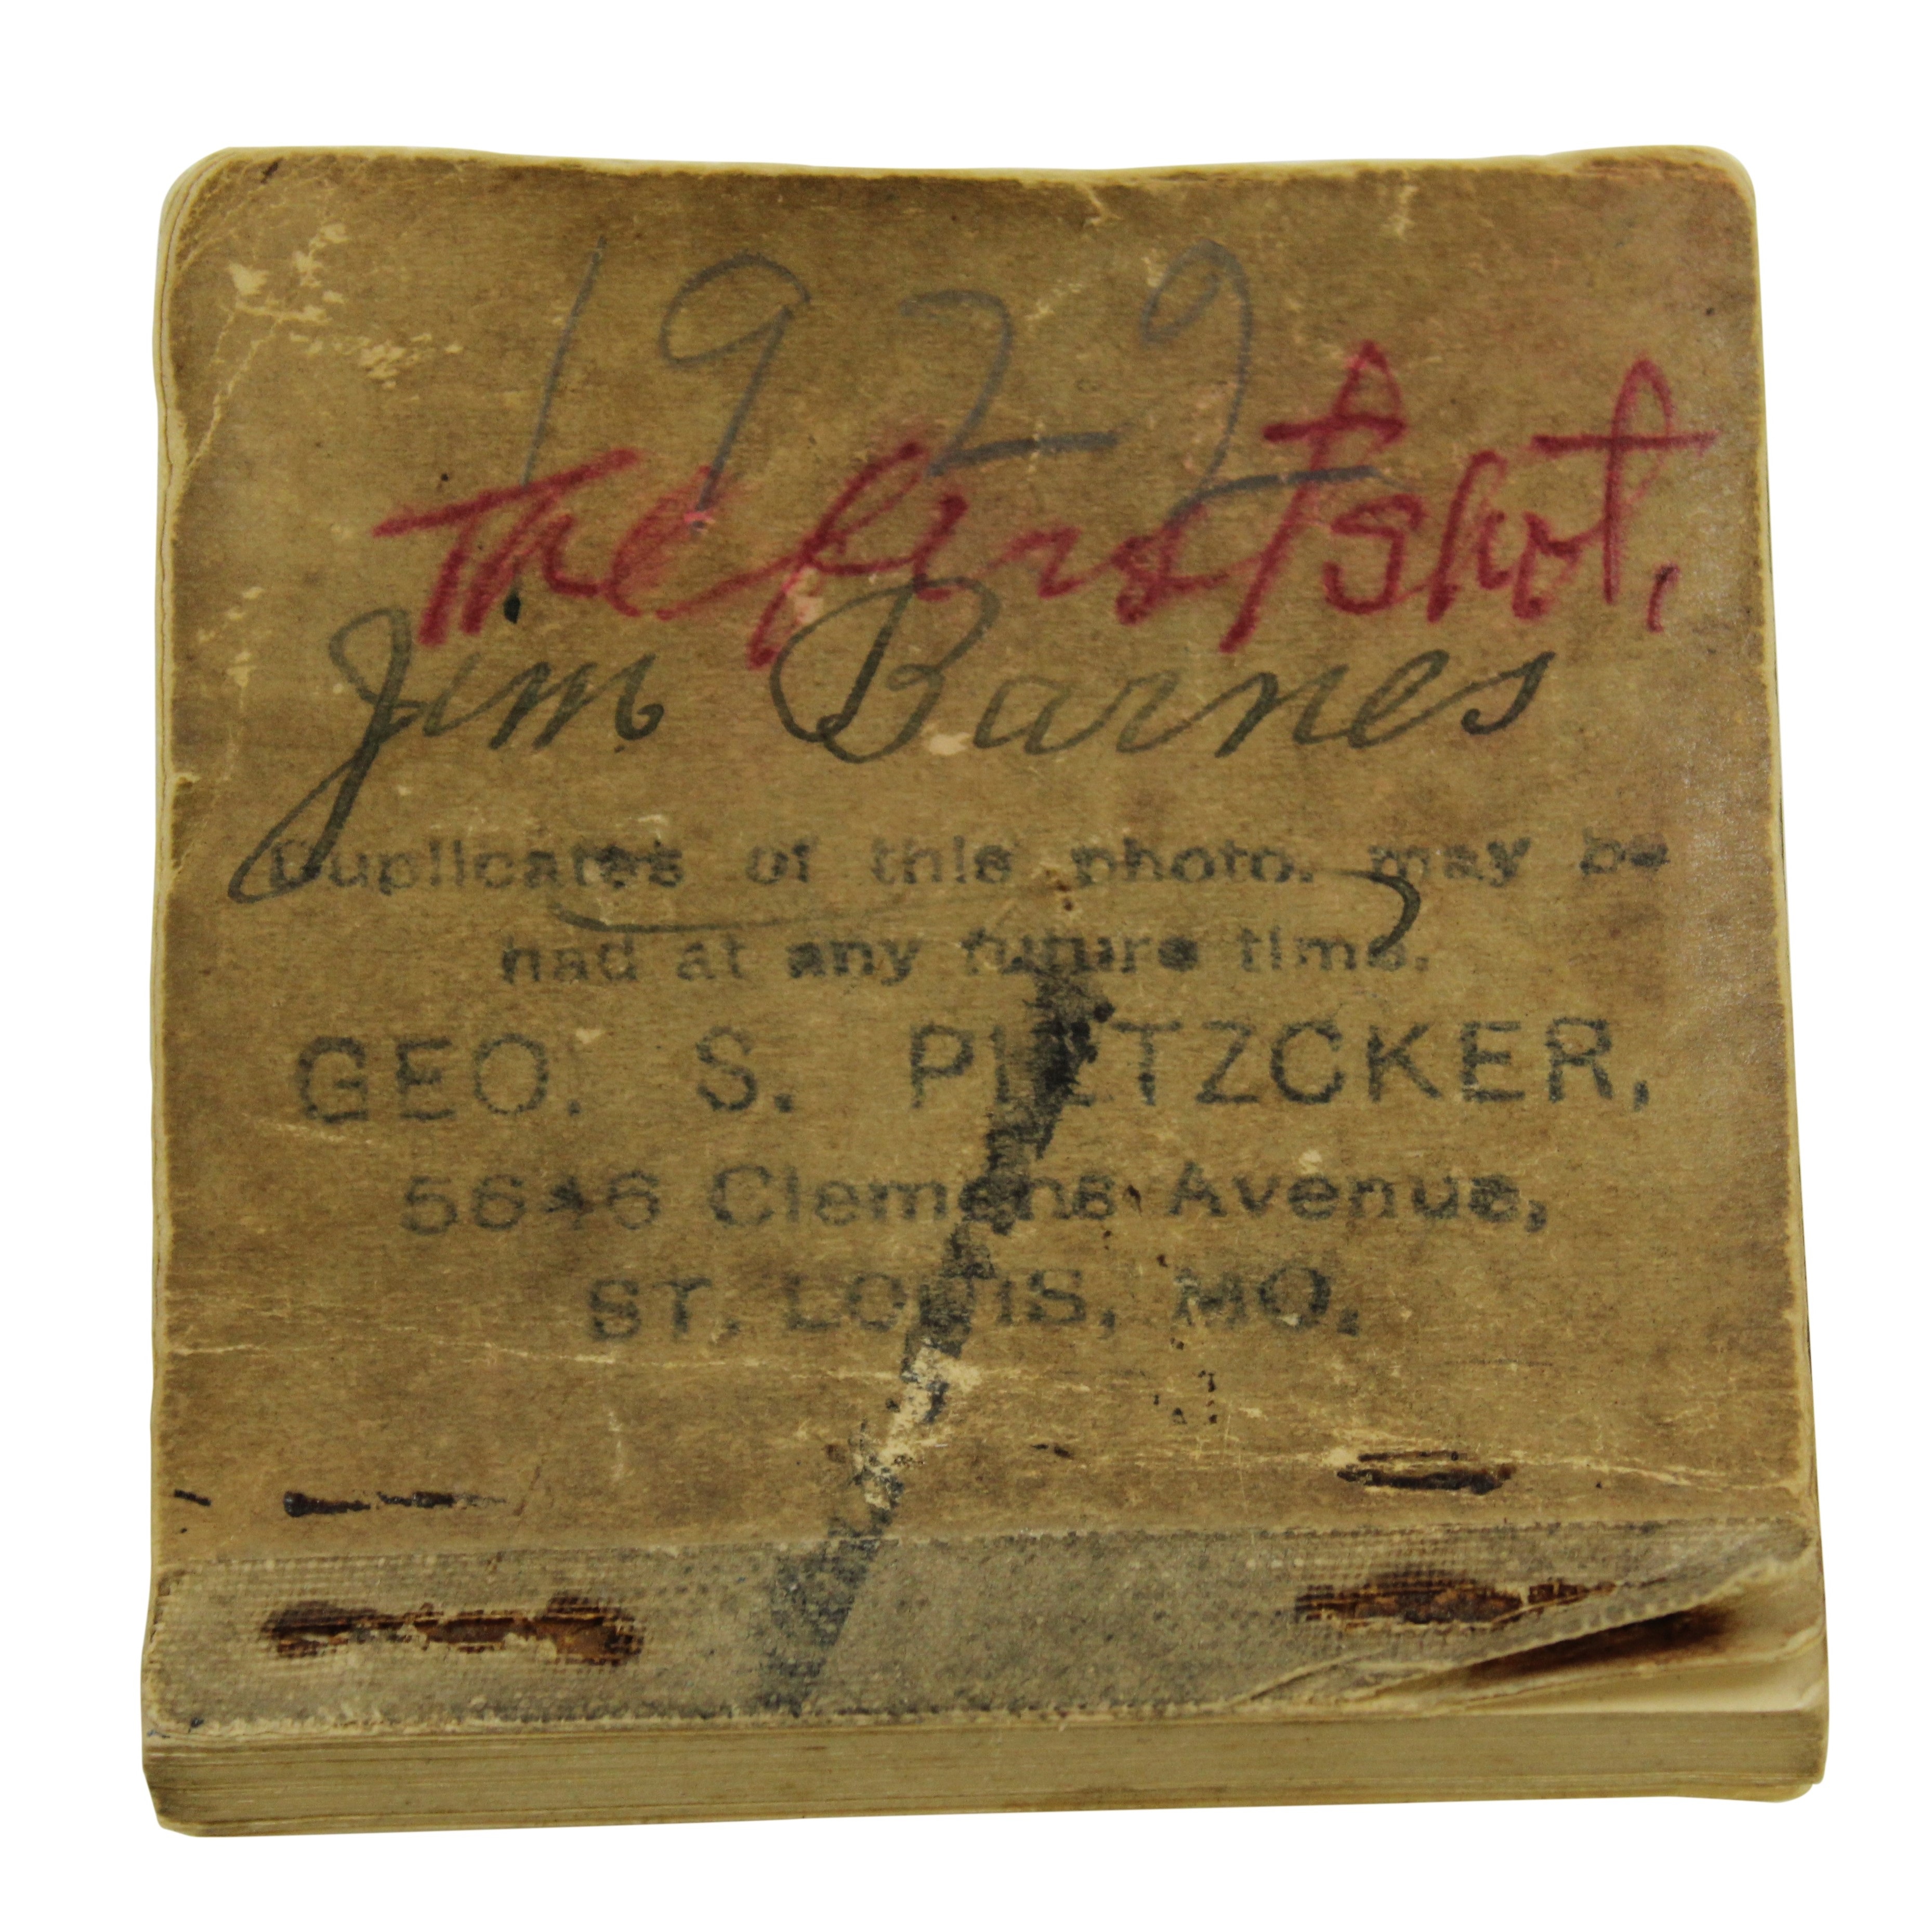 1922
The first shot.
Jim Barnes
Duplicates of this photo. may be
had at any future time.
GEO. S. PIETZCKER,
5646 Clemens Avenue,
ST. LOUIS, MO.